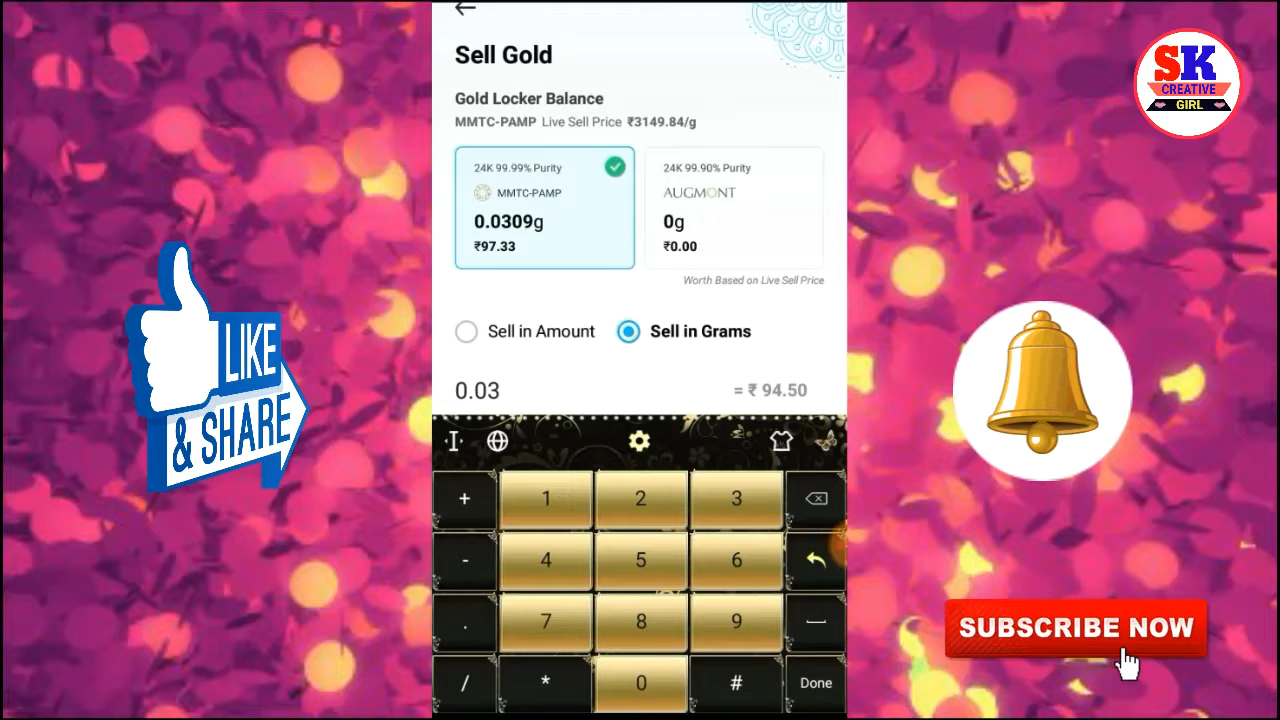 SK
CREATIVE
GIRL
Sell Gold
Gold Locker Balance
MMTC-PAMP Live Sell Price ₹3149.84/g
24K 99.99% Purity
MMTC-PAMP
0.0309g
₹97.33
24K 99.90% Purity
AUGMONT
0g
₹0.00
Worth Based on Live Sell Price
Sell in Amount
Sell in Grams
0.03
= ₹ 94.50
LIKE
& SHARE
+ 1 2 3
- 4 5 6
. 7 8 9
/ * 0 # Done
SUBSCRIBE NOW